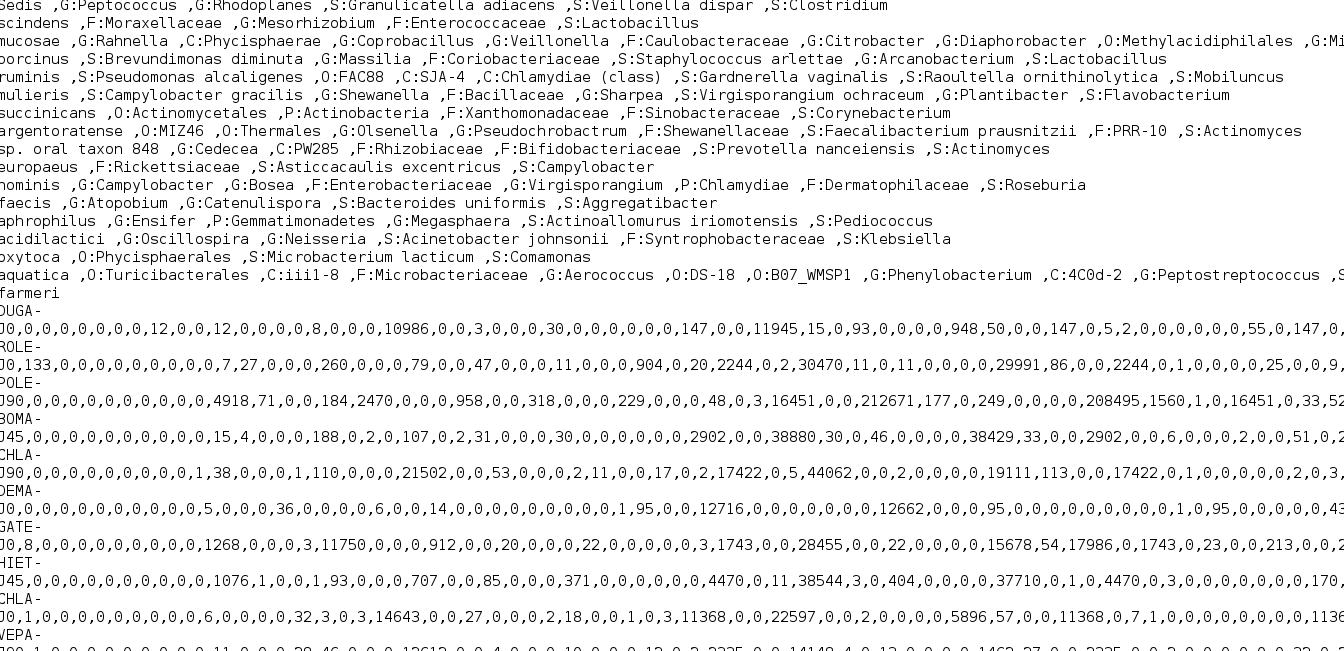 Sedis ,G:Peptococcus ,G:Rhodoplanes ,S:Granulicatella adiacens ,S:Veillonella dispar ,S:Clostridium
scindens ,F:Moraxellaceae ,G:Mesorhizobium ,F:Enterococcaceae ,S:Lactobacillus
mucosae ,G:Rahnella ,C:Phycisphaerae ,G:Coprobacillus ,G:Veillonella ,F:Caulobacteraceae ,G:Citrobacter ,G:Diaphorobacter ,O:Methylacidiphilales ,G:Mi
porcinus ,S:Brevundimonas diminuta ,G:Massilia ,F:Coriobacteriaceae ,S:Staphylococcus arlettae ,G:Arcanobacterium ,S:Lactobacillus
ruminis ,S:Pseudomonas alcaligenes ,O:FAC88 ,C:SJA-4 ,C:Chlamydiae (class) ,S:Gardnerella vaginalis ,S:Raoultella ornithinolytica ,S:Mobiluncus
mulieris ,S:Campylobacter gracilis ,G:Shewanella ,F:Bacillaceae ,G:Sharpea ,S:Virgisporangium ochraceum ,G:Plantibacter ,S:Flavobacterium
succinicans ,O:Actinomycetales ,P:Actinobacteria ,F:Xanthomonadaceae ,F:Sinobacteraceae ,S:Corynebacterium
argentoratense ,O:MIZ46 ,O:Thermales ,G:Olsenella ,G:Pseudochrobactrum ,F:Shewanellaceae ,S:Faecalibacterium prausnitzii ,F:PRR-10 ,S:Actinomyces
sp. oral taxon 848 ,G:Cedecea ,C:PW285 ,F:Rhizobiaceae ,F:Bifidobacteriaceae ,S:Prevotella nanceiensis ,S:Actinomyces
europaeus ,F:Rickettsiaceae ,S:Asticcacaulis excentricus ,S:Campylobacter
hominis ,G:Campylobacter ,G:Bosea ,F:Enterobacteriaceae ,G:Virgisporangium ,P:Chlamydiae ,F:Dermatophilaceae ,S:Roseburia
faecis ,G:Atopobium ,G:Catenulispora ,S:Bacteroides uniformis ,S:Aggregatibacter
aphrophilus ,G:Ensifer ,P:Gemmatimonadetes ,G:Megasphaera ,S:Actinoallomurus iriomotensis ,S:Pediococcus
acidilactici ,G:Oscillospira ,G:Neisseria ,S:Acinetobacter johnsonii ,F:Syntrophobacteraceae ,S:Klebsiella
oxytoca ,O:Phycisphaerales ,S:Microbacterium lacticum ,S:Comamonas
aquatica ,O:Turicibacterales ,C:iii1-8 ,F:Microbacteriaceae ,G:Aerococcus ,O:DS-18 ,O:B07_WMSP1 ,G:Phenylobacterium ,C:4C0d-2 ,G:Peptostreptococcus ,S
farmeri
DUGA-
J0,0,0,0,0,0,0,0,12,0,0,12,0,0,0,0,8,0,0,0,10986,0,0,3,0,0,0,30,0,0,0,0,0,0,147,0,0,11945,15,0,93,0,0,0,0,948,50,0,0,147,0,5,2,0,0,0,0,0,0,55,0,147,0,
ROLE-
J0,133,0,0,0,0,0,0,0,0,7,27,0,0,0,260,0,0,0,79,0,0,47,0,0,0,11,0,0,0,904,0,20,2244,0,2,30470,11,0,11,0,0,0,0,29991,86,0,0,2244,0,1,0,0,0,0,25,0,0,9,
POLE-
J90,0,0,0,0,0,0,0,0,0,4918,71,0,0,184,2470,0,0,0,958,0,0,318,0,0,0,229,0,0,0,48,0,3,16451,0,0,212671,177,0,249,0,0,0,0,208495,1560,1,0,16451,0,33,52
BOMA-
J45,0,0,0,0,0,0,0,0,0,15,4,0,0,0,188,0,2,0,107,0,2,31,0,0,0,30,0,0,0,0,0,0,2902,0,0,38880,30,0,46,0,0,0,0,38429,33,0,0,2902,0,0,6,0,0,0,2,0,0,51,0,2
CHLA-
J90,0,0,0,0,0,0,0,0,1,38,0,0,0,1,110,0,0,0,21502,0,0,53,0,0,0,2,11,0,0,17,0,2,17422,0,5,44062,0,0,2,0,0,0,0,19111,113,0,0,17422,0,1,0,0,0,0,0,2,0,3,
DEMA-
J0,0,0,0,0,0,0,0,0,0,5,0,0,0,36,0,0,0,0,6,0,0,14,0,0,0,0,0,0,0,0,1,95,0,0,12716,0,0,0,0,0,0,0,12662,0,0,0,95,0,0,0,0,0,0,0,0,1,0,95,0,0,0,0,43
GATE-
J0,8,0,0,0,0,0,0,0,0,1268,0,0,0,3,11750,0,0,0,912,0,0,20,0,0,0,22,0,0,0,0,0,3,1743,0,0,28455,0,0,22,0,0,0,0,15678,54,17986,0,1743,0,23,0,0,213,0,0,2
HIET-
J45,0,0,0,0,0,0,0,0,0,1076,1,0,0,1,93,0,0,0,707,0,0,85,0,0,0,371,0,0,0,0,0,0,4470,0,11,38544,3,0,404,0,0,0,0,37710,0,1,0,4470,0,3,0,0,0,0,0,0,0,170,
CHLA-
J0,1,0,0,0,0,0,0,0,0,6,0,0,0,0,32,3,0,3,14643,0,0,27,0,0,0,2,18,0,0,1,0,3,11368,0,0,22597,0,0,2,0,0,0,0,5896,57,0,0,11368,0,7,1,0,0,0,0,0,0,0,1136
VEPA-